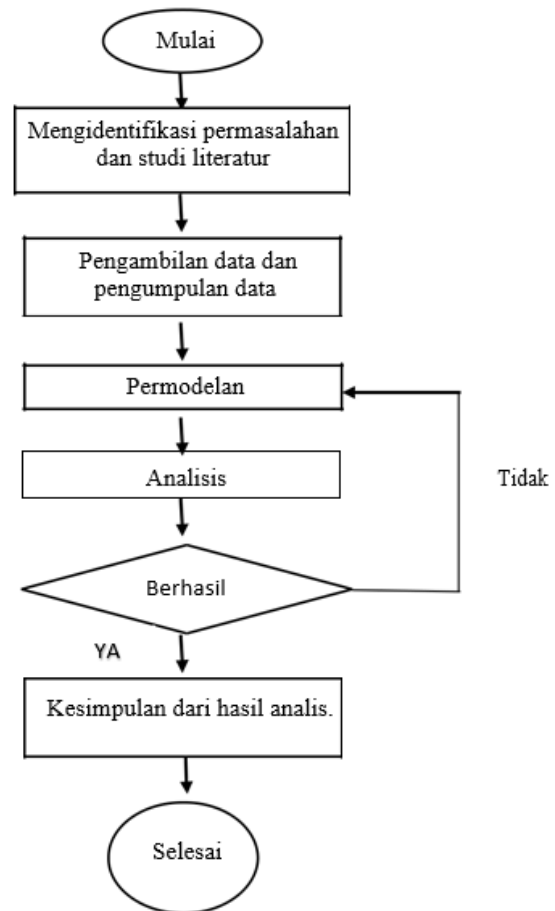 Mulai
Mengidentifikasi permasalahan
dan studi literatur
Pengambilan data dan
pengumpulan data
Permodelan
Analisis
Tidak
Berhasil
YA
Kesimpulan dari hasil analis.
Selesai